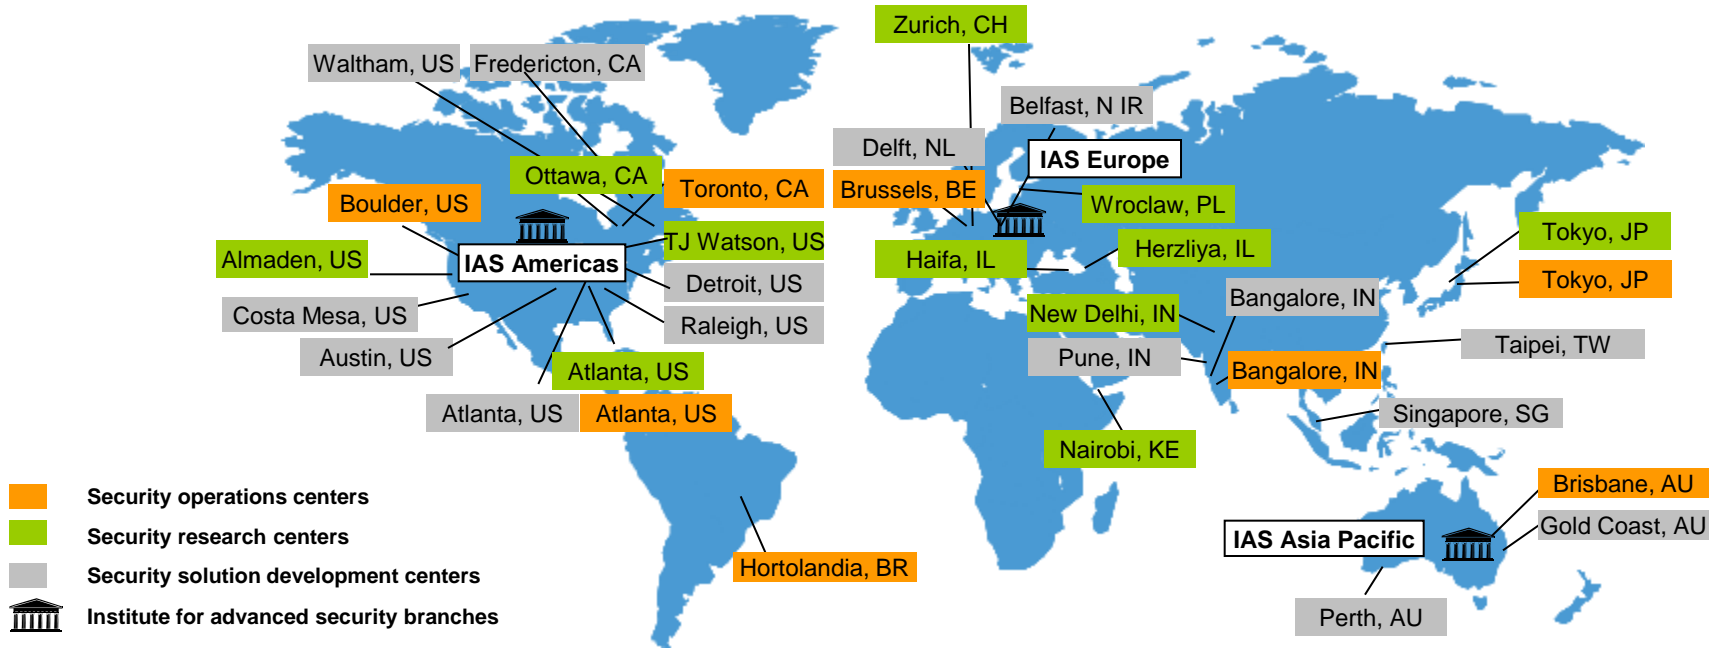 Zurich, CH
Waltham, US
Fredericton, CA
Belfast, N IR
Delft, NL
IAS Europe
Ottawa, CA
Toronto, CA
Brussels, BE
Boulder, US
Wroclaw, PL
TJ Watson, US
Tokyo, JP
Almaden, US
IAS Americas
Haifa, IL
Herzliya, IL
Detroit, US
Tokyo, JP
Costa Mesa, US
Raleigh, US
New Delhi, IN
Bangalore, IN
Austin, US
Pune, IN
Taipei, TW
Atlanta, US
Bangalore, IN
Atlanta, US
Atlanta, US
Singapore, SG
Nairobi, KE
Brisbane, AU
Gold Coast, AU
IAS Asia Pacific
Hortolandia, BR
Perth, AU
Security operations centers
Security research centers
Security solution development centers
Institute for advanced security branches